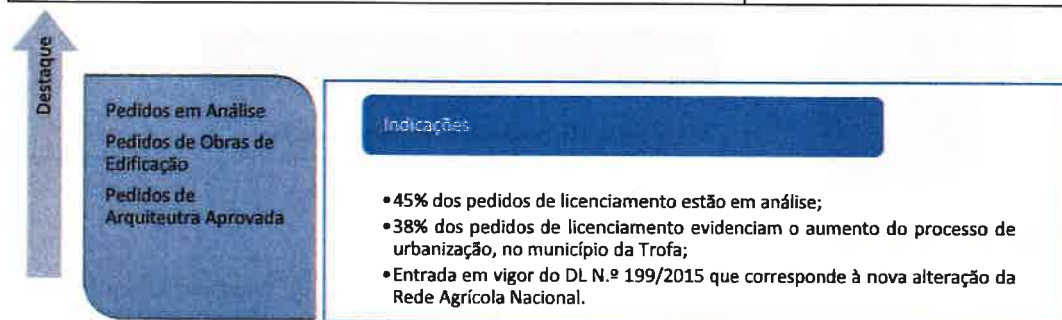 Destaque
Pedidos em Análise
Pedidos de Obras de
Edificação
Pedidos de
Arquiteutra Aprovada
Indicações
•45% dos pedidos de licenciamento estão em análise;
•38% dos pedidos de licenciamento evidenciam o aumento do processo de
urbanização, no município da Trofa;
•Entrada em vigor do DL N.º 199/2015 que corresponde à nova alteração da
Rede Agrícola Nacional.